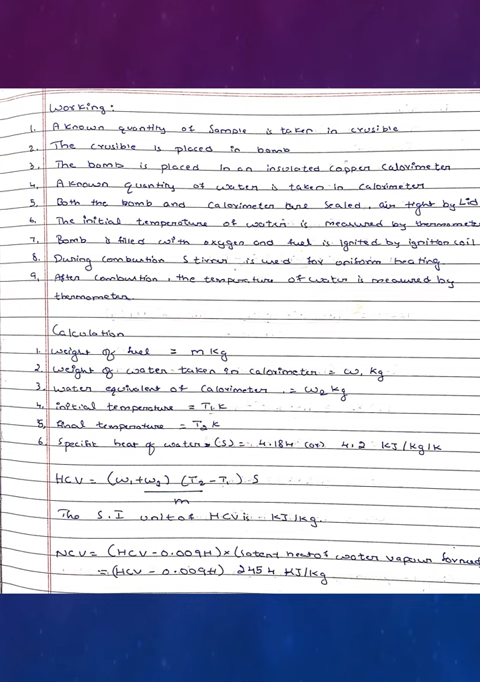 Working:
1. A known quantity of Sample is taken in crusible
2. The crusible is placed in bomb
3. The bomb is placed in an insulated copper Calorimeter
4. A known quantity of water is taken in calorimeter
5. Both the bomb and calorimeter are sealed, air tight by Lid
6. The initial temperature of water is measured by thermometer
7. Bomb is filled with oxygen and fuel is Ignited by ignition coil
8. During combustion Stirrer is used for uniform heating
9. After combustion, the temperature of water is measured by
thermometer.
Calculation
1. weight of fuel = m kg
2. weight of water taken in calorimeter = w₁ kg
3. water equivalent of calorimeter = w₂ kg
4. initial temperature = T₁ K
5. final temperature = T₂ K
6. Specific heat of water = (S) = 4.184 (or) 4.2 KJ/kg/K
HCV = (w₁+w₂) (T₂-T₁) S
m
The S.I unit of HCV is KJ/kg.
NCV = (HCV - 0.009H) × (latent heat of water vapour formed)
= (HCV - 0.009H) 2454 KJ/kg